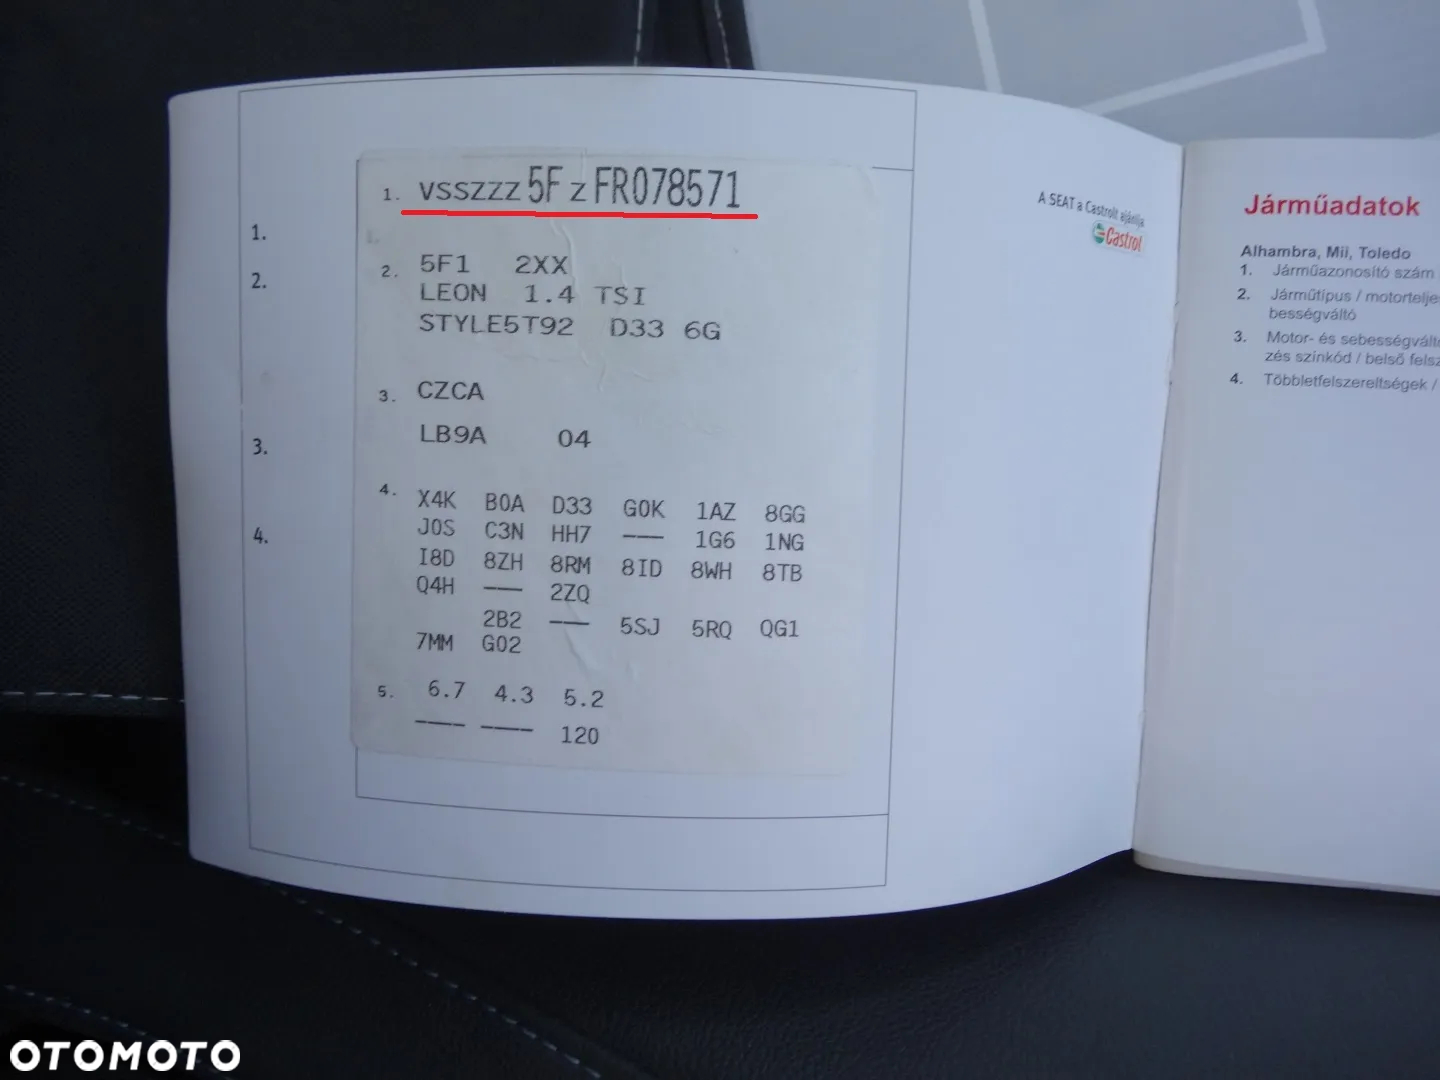 1. VSSZZZ 5F Z FR078571
1.
2.
3.
4.
2. 5F1 2XX
LEON 1.4 TSI
STYLE5T92 D33 6G
3. CZCA
LB9A 04
4. X4K B0A D33 G0K 1AZ 8GG
J0S C3N HH7 --- 1G6 1NG
I8D 8ZH 8RM 8ID 8WH 8TB
Q4H --- 2ZQ
2B2 --- 5SJ 5RQ QG1
7MM G02
5. 6.7 4.3 5.2
---- ---- 120
A SEAT a Castrolt ajánlja
Castrol
Járműadatok
Alhambra, Mii, Toledo
1. Járműazonosító szám
2. Járműtípus / motortelje
bességváltó
3. Motor- és sebességvált
zés színkód / belső felsz
4. Többletfelszereltségek /
OTOMOTO